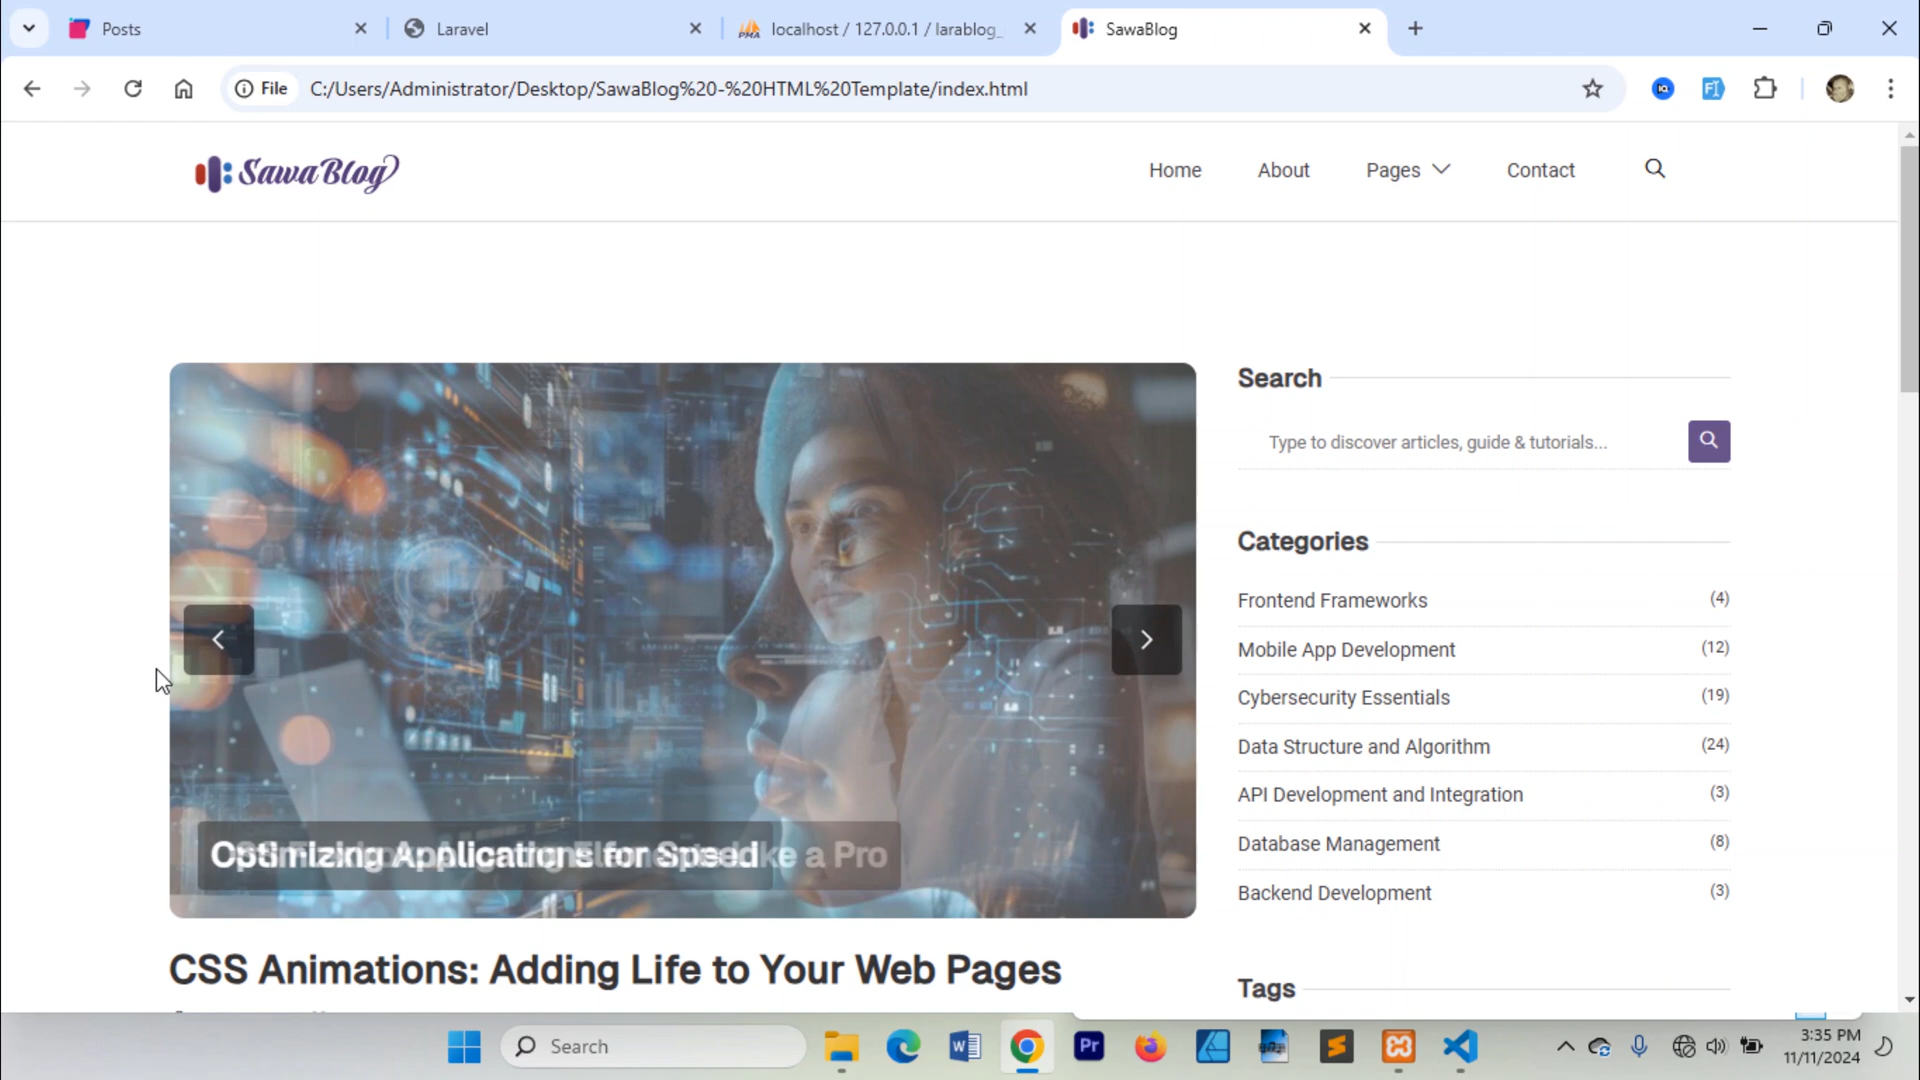 Posts
Laravel
localhost / 127.0.0.1 / larablog_
SawaBlog
File
C:/Users/Administrator/Desktop/SawaBlog%20-%20HTML%20Template/index.html
SawaBlog
Home
About
Pages
Contact
Search
Type to discover articles, guide & tutorials...
Categories
Frontend Frameworks (4)
Mobile App Development (12)
Cybersecurity Essentials (19)
Data Structure and Algorithm (24)
API Development and Integration (3)
Database Management (8)
Backend Development (3)
Optimizing Applications for Speed
a Pro
CSS Animations: Adding Life to Your Web Pages
Tags
Search
3:35 PM
11/11/2024